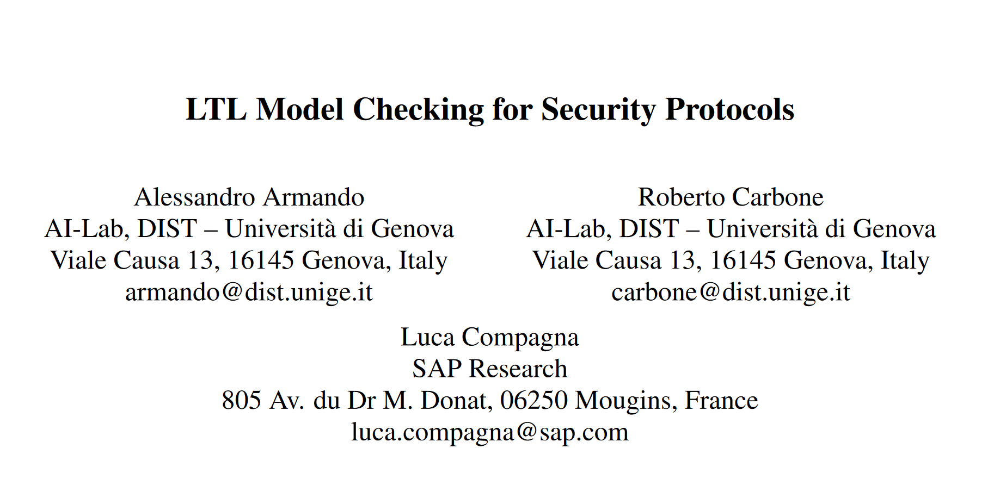 LTL Model Checking for Security Protocols
Alessandro Armando
AI-Lab, DIST – Università di Genova
Viale Causa 13, 16145 Genova, Italy
armando@dist.unige.it
Roberto Carbone
AI-Lab, DIST – Università di Genova
Viale Causa 13, 16145 Genova, Italy
carbone@dist.unige.it
Luca Compagna
SAP Research
805 Av. du Dr M. Donat, 06250 Mougins, France
luca.compagna@sap.com